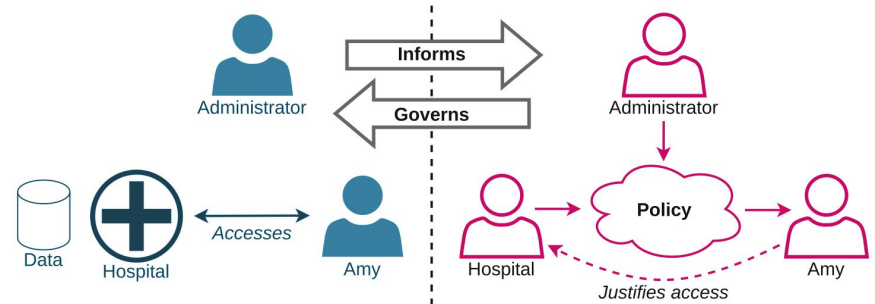 Informs
Administrator
Administrator
Governs
Policy
Accesses
Data
Hospital
Amy
Hospital
Amy
Justifies access